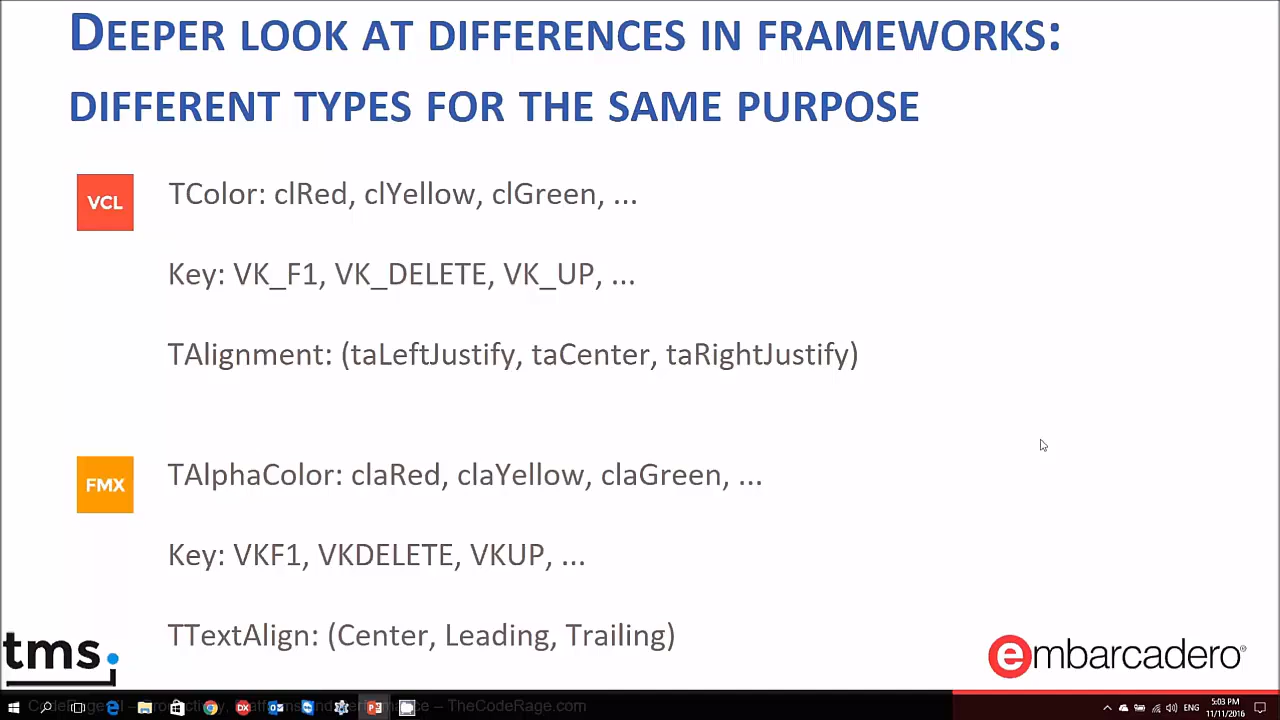 DEEPER LOOK AT DIFFERENCES IN FRAMEWORKS:
DIFFERENT TYPES FOR THE SAME PURPOSE
VCL
TColor: clRed, clYellow, clGreen, ...
Key: VK_F1, VK_DELETE, VK_UP, ...
TAlignment: (taLeftJustify, taCenter, taRightJustify)
FMX
TAlphaColor: claRed, claYellow, claGreen, ...
Key: VKF1, VKDELETE, VKUP, ...
TTextAlign: (Center, Leading, Trailing)
tms.
embarcadero®
TheCodeRage.com
ENG
5:03 PM
11/11/2016